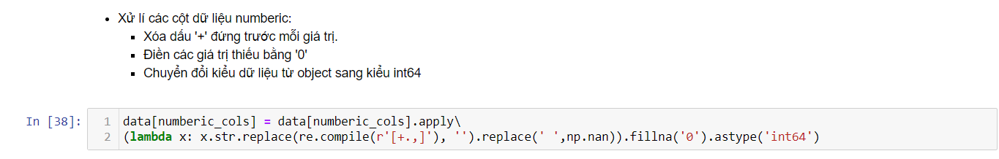 Xử lí các cột dữ liệu numberic:
Xóa dấu '+' đứng trước mỗi giá trị.
Điền các giá trị thiếu bằng '0'
Chuyển đổi kiểu dữ liệu từ object sang kiểu int64
In [38]:
1 data[numberic_cols] = data[numberic_cols].apply\
2 (lambda x: x.str.replace(re.compile(r'[+.,]'), '').replace(' ',np.nan)).fillna('0').astype('int64')